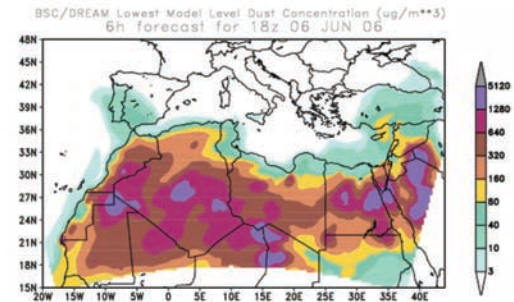 BSC/DREAM Lowest Model Level Dust Concentration (ug/m**3)
6h forecast for 18z 06 JUN 06
48N
45N
42N
39N
36N
33N
30N
27N
24N
21N
18N
15N
20W 15W 10W 5W 0 5E 10E 15E 20E 25E 30E 35E 40E
5120
1280
640
320
160
80
40
10
3